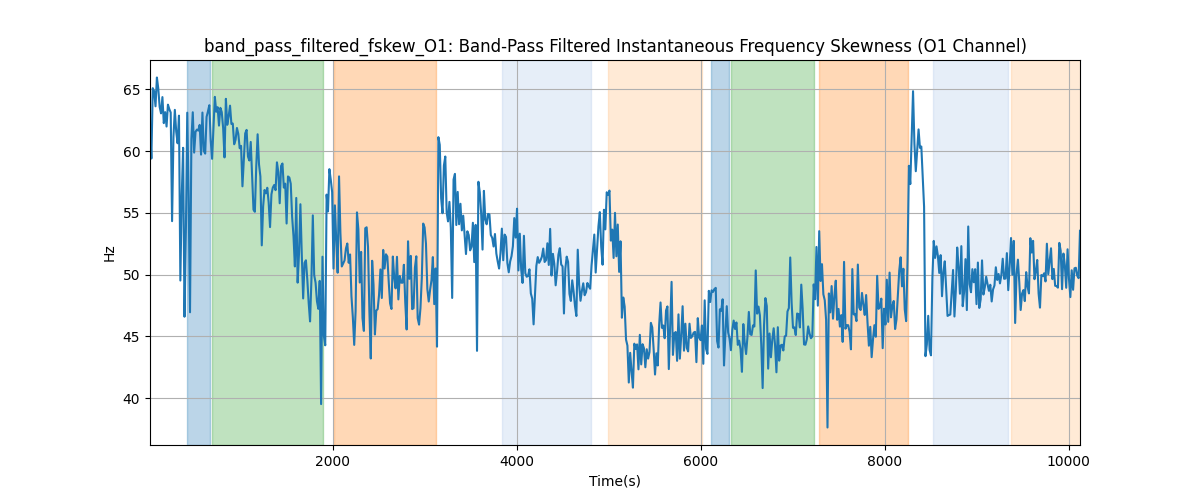 band_pass_filtered_fskew_O1: Band-Pass Filtered Instantaneous Frequency Skewness (O1 Channel)
65
60
55
50
45
40
Hz
2000 4000 6000 8000 10000
Time(s)